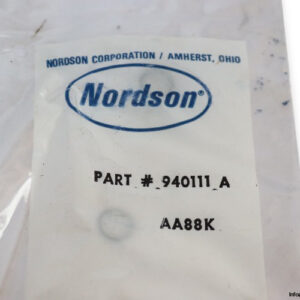 NORDSON CORPORATION / AMHERST, OHIO
Nordson®
PART # 940111 A
AA88K